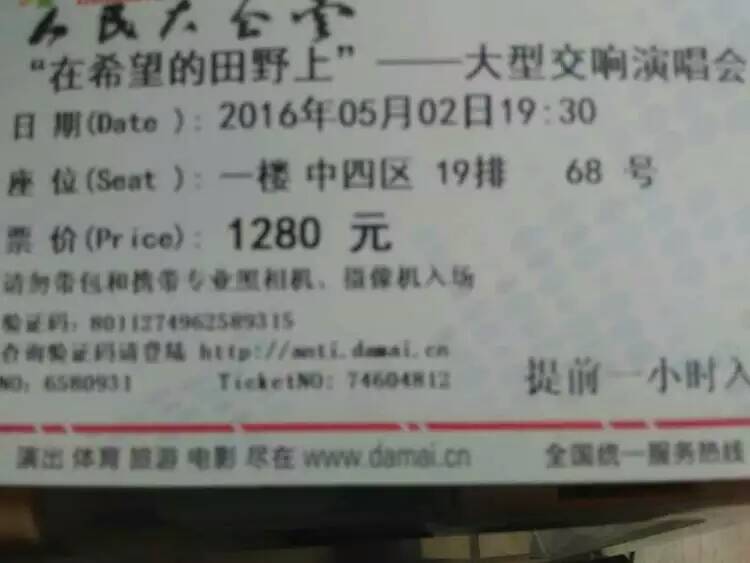 人民大会堂
“在希望的田野上”——大型交响演唱会
日 期(Date ): 2016年05月02日19:30
座 位(Seat ): 一楼 中四区 19排 68 号
票 价(Price): 1280 元
请勿带包和携带专业照相机、摄像机入场
验证码: 8011274962589315
查询验证码请登陆 http://anti.damai.cn
NO: 6580931 TicketNO: 74604812
提前一小时入
演出 体育 旅游 电影 尽在 www.damai.cn 全国统一服务热线